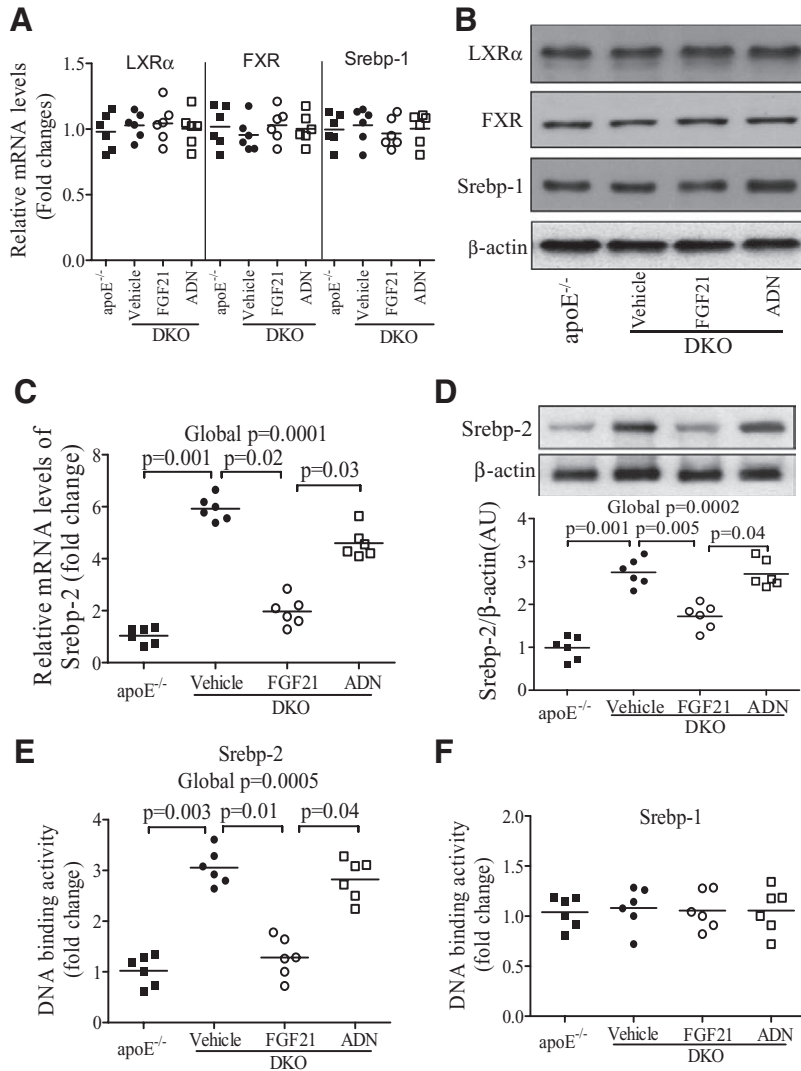 A
LXRα FXR Srebp-1
Relative mRNA levels
(Fold changes)
1.5
1.0
0.5
0.0
apoE-/- Vehicle FGF21 ADN apoE-/- Vehicle FGF21 ADN apoE-/- Vehicle FGF21 ADN
DKO DKO DKO
B
LXRα
FXR
Srebp-1
β-actin
apoE-/- Vehicle FGF21 ADN
DKO
C
Global p=0.0001
p=0.001 p=0.02 p=0.03
Relative mRNA levels of
Srebp-2 (fold change)
8
6
4
2
0
apoE-/- Vehicle FGF21 ADN
DKO
D
Srebp-2
β-actin
Global p=0.0002
p=0.001 p=0.005 p=0.04
Srebp-2/β-actin(AU)
4
3
2
1
0
apoE-/- Vehicle FGF21 ADN
DKO
E
Srebp-2
Global p=0.0005
p=0.003 p=0.01 p=0.04
DNA binding activity
(fold change)
4
3
2
1
0
apoE-/- Vehicle FGF21 ADN
DKO
F
Srebp-1
DNA binding activity
(fold change)
2.0
1.5
1.0
0.5
0.0
apoE-/- Vehicle FGF21 ADN
DKO